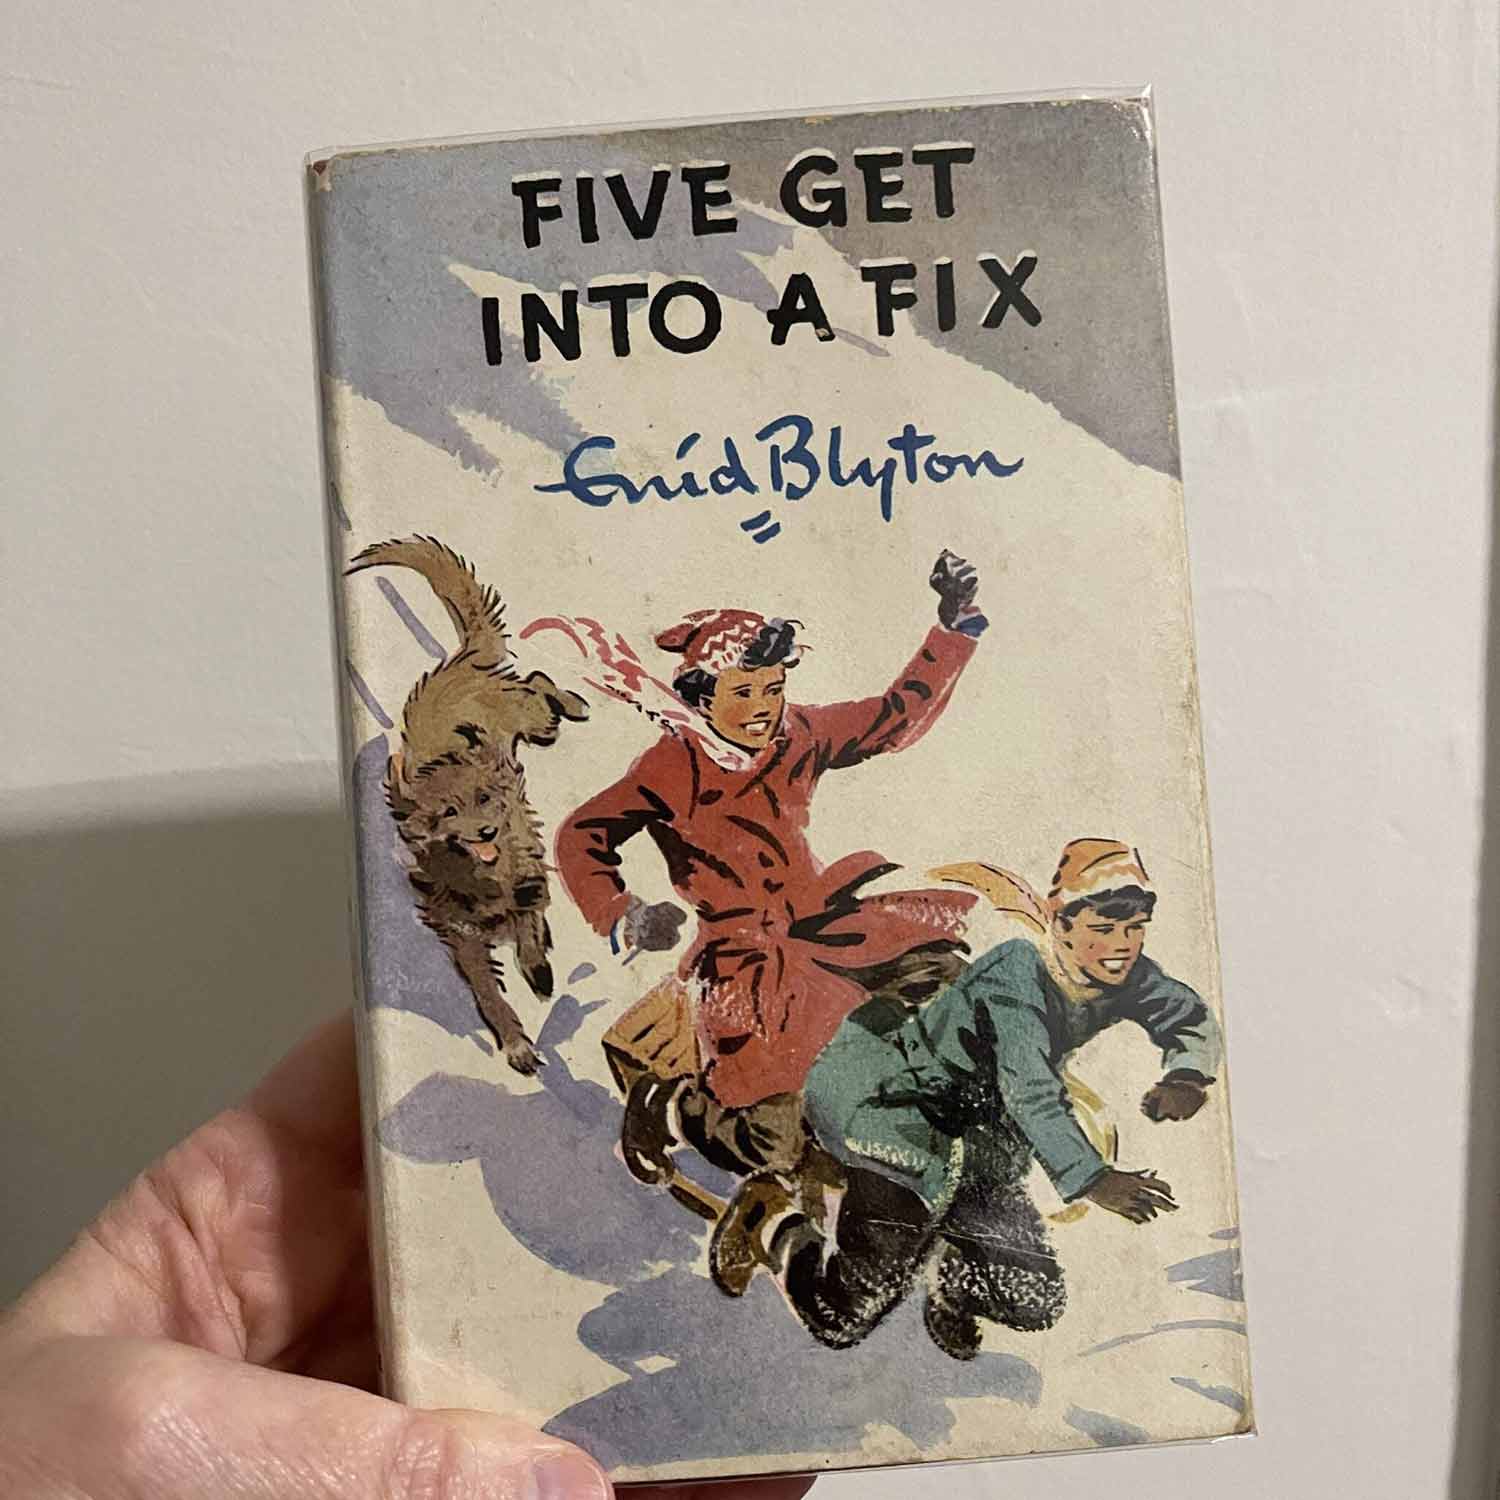 FIVE GET
INTO A FIX
Enid Blyton